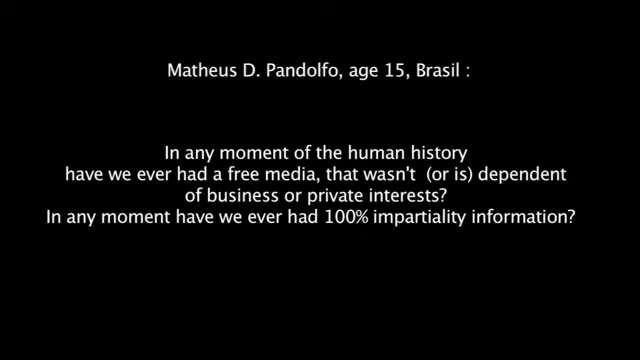 Matheus D. Pandolfo, age 15, Brasil :
In any moment of the human history
have we ever had a free media, that wasn't (or is) dependent
of business or private interests?
In any moment have we ever had 100% impartiality information?